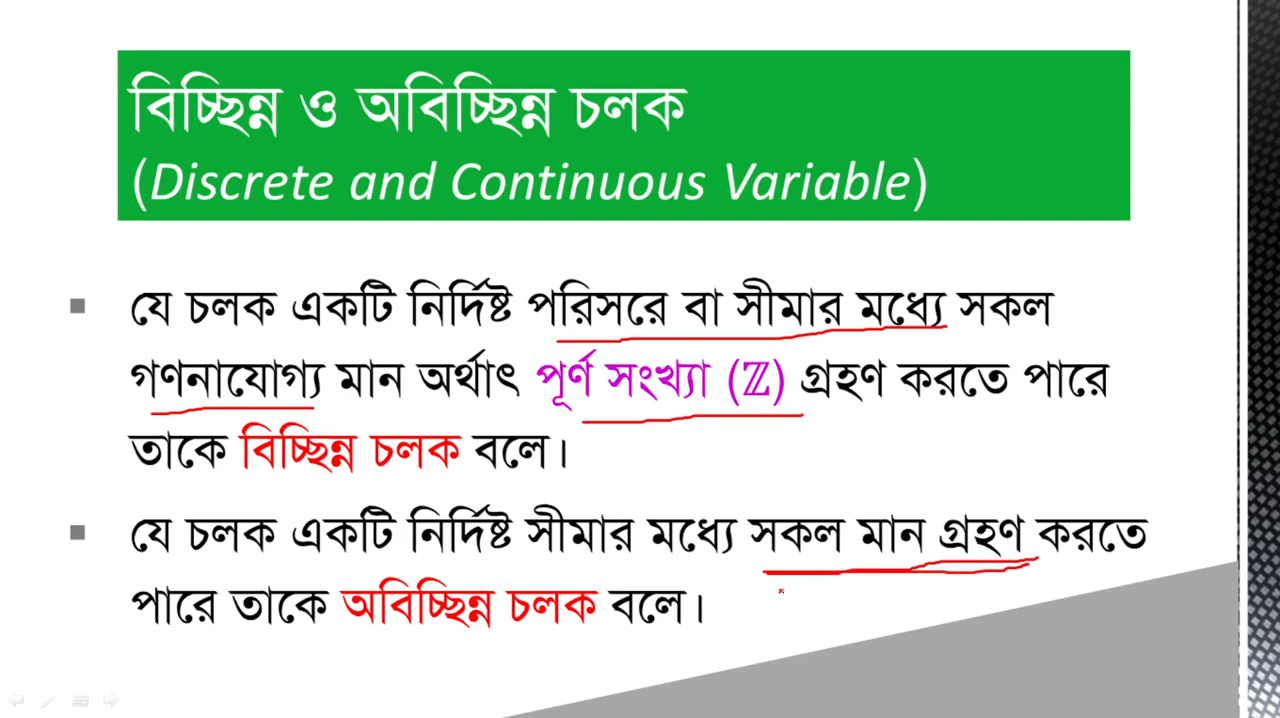 বিচ্ছিন্ন ও অবিচ্ছিন্ন চলক
(Discrete and Continuous Variable)
▪ যে চলক একটি নির্দিষ্ট পরিসরে বা সীমার মধ্যে সকল
গণনাযোগ্য মান অর্থাৎ পূর্ণ সংখ্যা (ℤ) গ্রহণ করতে পারে
তাকে বিচ্ছিন্ন চলক বলে।
▪ যে চলক একটি নির্দিষ্ট সীমার মধ্যে সকল মান গ্রহণ করতে
পারে তাকে অবিচ্ছিন্ন চলক বলে।